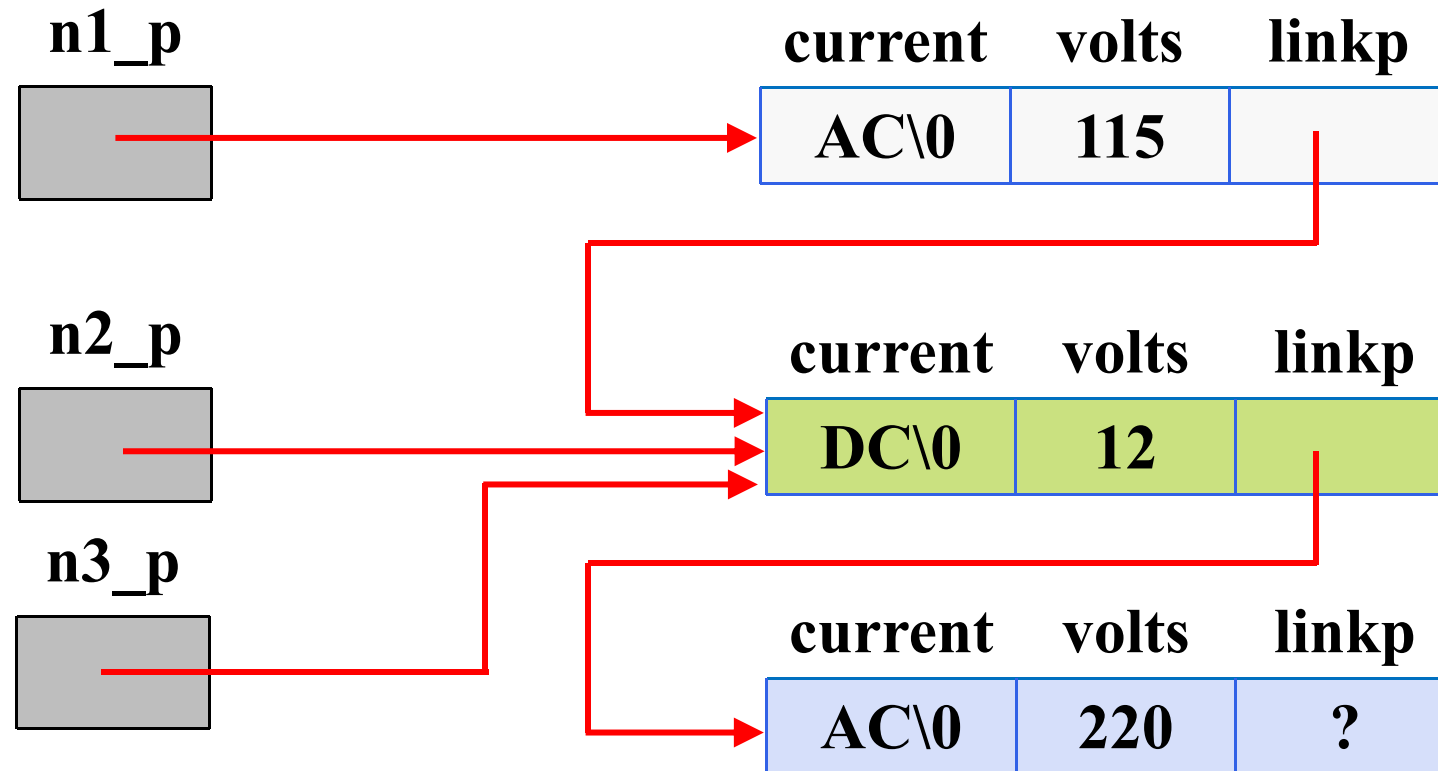 n1_p
current volts linkp
AC\0 115
n2_p
current volts linkp
DC\0 12
n3_p
current volts linkp
AC\0 220 ?